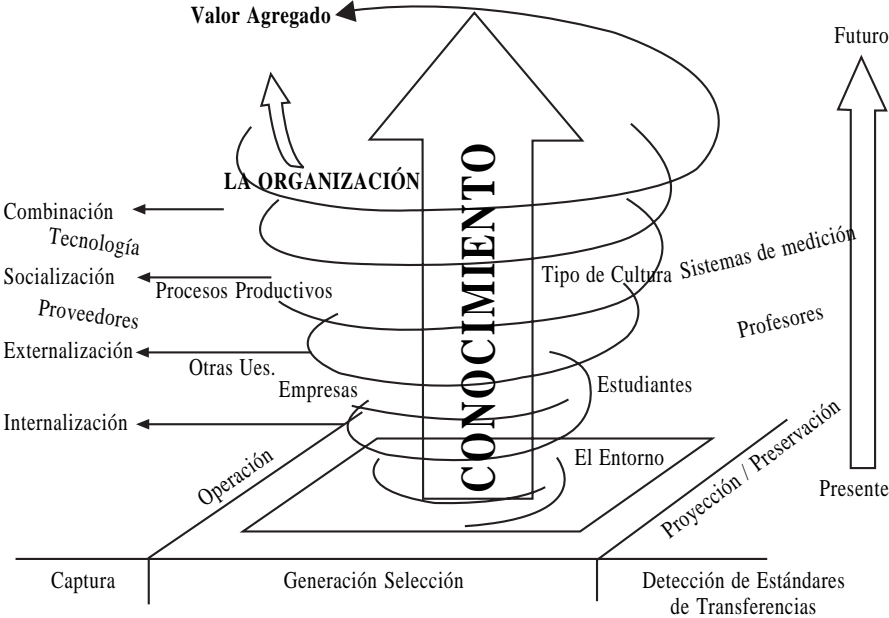 Valor Agregado
Futuro
LA ORGANIZACIÓN
CONOCIMIENTO
Combinación
Tecnología
Socialización
Procesos Productivos
Tipo de Cultura
Sistemas de medición
Proveedores
Profesores
Externalización
Otras Ues.
Empresas
Estudiantes
Internalización
Operación
El Entorno
Proyección / Preservación
Presente
Captura
Generación Selección
Detección de Estándares
de Transferencias